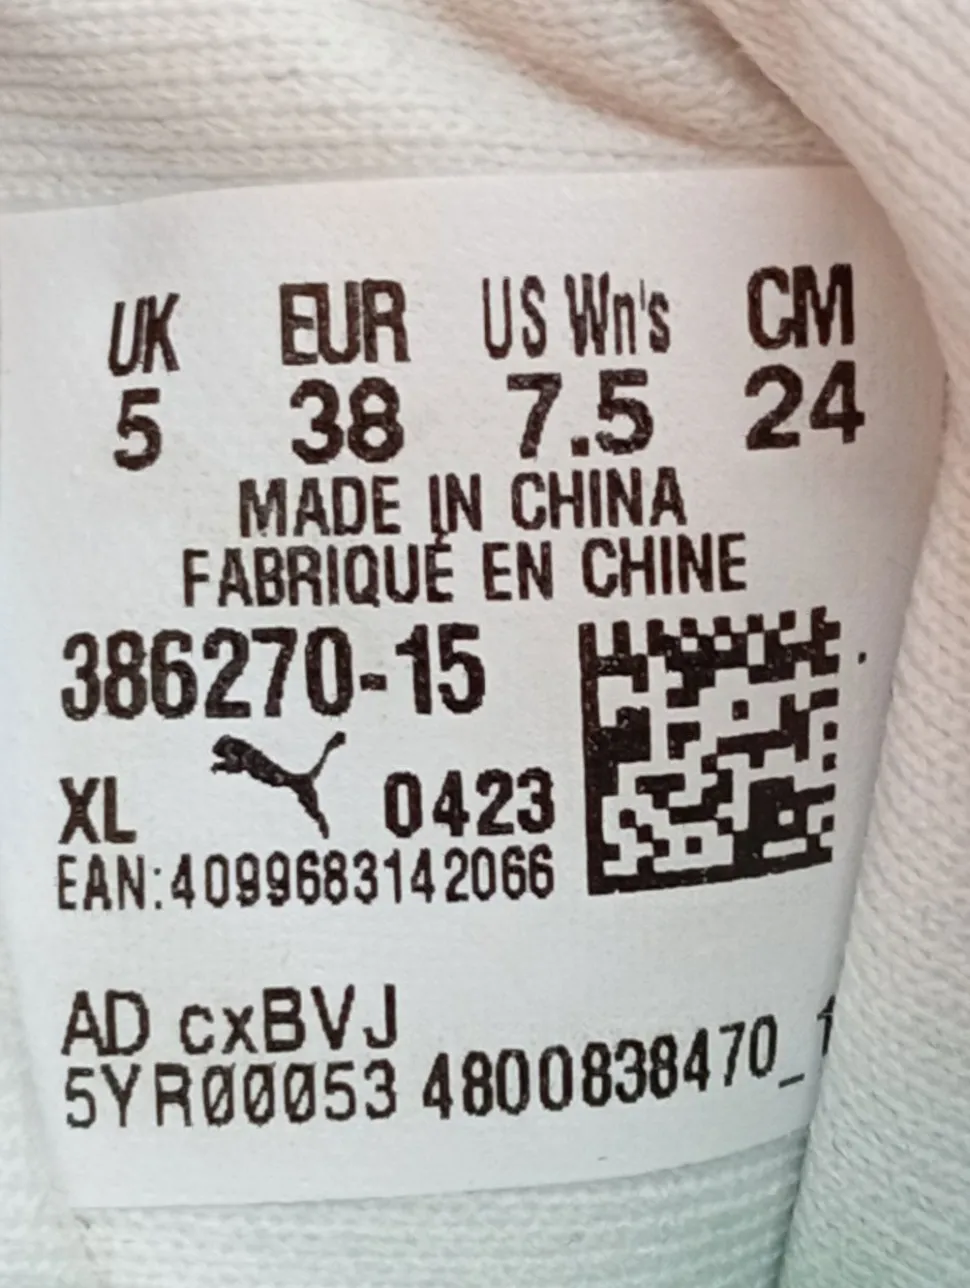 UK EUR US Wn's CM
5 38 7.5 24
MADE IN CHINA
FABRIQUÉ EN CHINE
386270-15
XL 0423
EAN:4099683142066
AD cxBVJ
5YR00053 4800838470_1